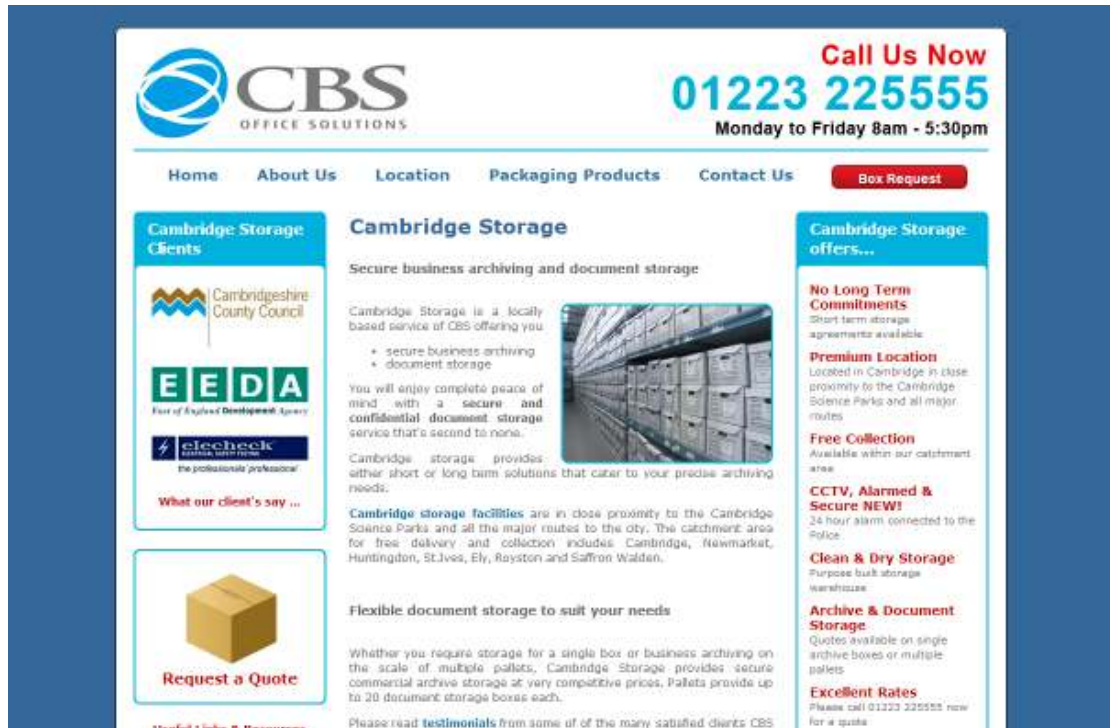 CBS
OFFICE SOLUTIONS
Call Us Now
01223 225555
Monday to Friday 8am - 5:30pm
Home
About Us
Location
Packaging Products
Contact Us
Box Request
Cambridge Storage
Clients
Cambridgeshire
County Council
EEDA
East of England Development Agency
elecheck
ELECTRICAL SAFETY TESTING
the professionals' professional
What our client's say ...
Request a Quote
Useful Links & Resources
Cambridge Storage
Secure business archiving and document storage
Cambridge Storage is a locally
based service of CBS offering you
• secure business archiving
• document storage
You will enjoy complete peace of
mind with a secure and
confidential document storage
service that's second to none.
Cambridge storage provides
either short or long term solutions that cater to your precise archiving
needs.
Cambridge storage facilities are in close proximity to the Cambridge
Science Parks and all the major routes to the city. The catchment area
for free delivery and collection includes Cambridge, Newmarket,
Huntingdon, St.Ives, Ely, Royston and Saffron Walden.
Flexible document storage to suit your needs
Whether you require storage for a single box or business archiving on
the scale of multiple pallets, Cambridge Storage provides secure
commercial archive storage at very competitive prices. Pallets provide up
to 20 document storage boxes each.
Please read testimonials from some of of the many satisfied clients CBS
Cambridge Storage
offers...
No Long Term
Commitments
Short term storage
agreements available
Premium Location
Located in Cambridge in close
proximity to the Cambridge
Science Parks and all major
routes
Free Collection
Available within our catchment
area
CCTV, Alarmed &
Secure NEW!
24 hour alarm connected to the
Police
Clean & Dry Storage
Purpose built storage
warehouse
Archive & Document
Storage
Quotes available on single
archive boxes or multiple
pallets
Excellent Rates
Please call 01223 225555 now
for a quote